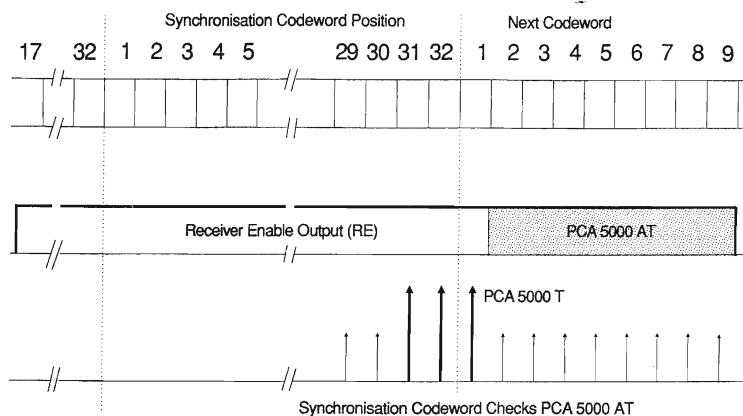 Synchronisation Codeword Position Next Codeword
17 32 1 2 3 4 5 29 30 31 32 1 2 3 4 5 6 7 8 9
Receiver Enable Output (RE) PCA 5000 AT
PCA 5000 T
Synchronisation Codeword Checks PCA 5000 AT